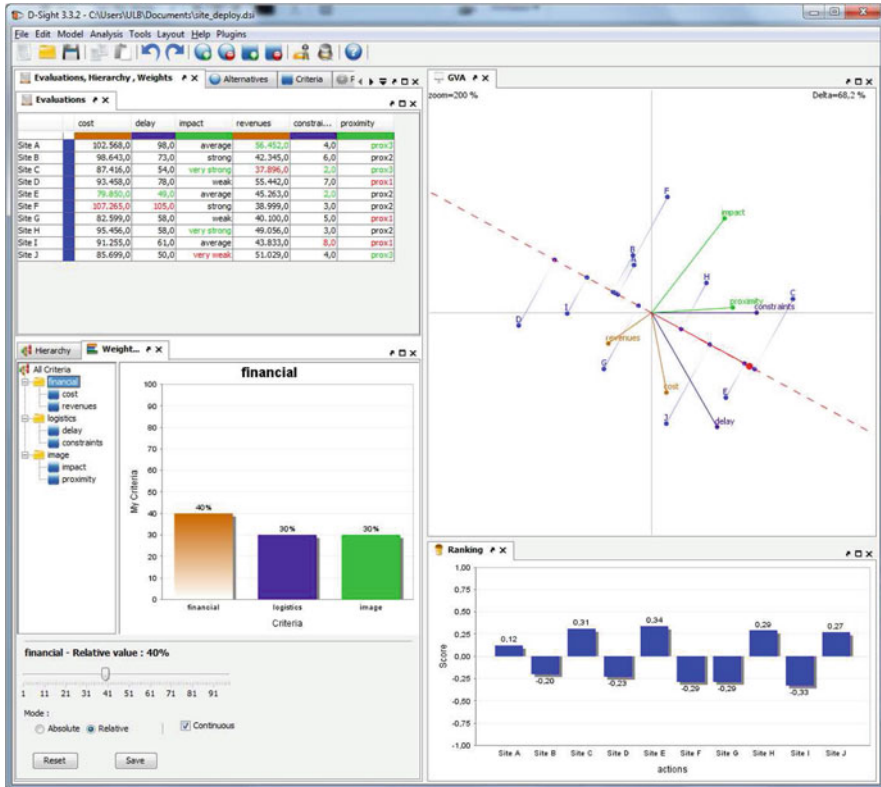 D-Sight 3.3.2 - C:\Users\ULB\Documents\site_deploy.dsi
File Edit Model Analysis Tools Layout Help Plugins
Evaluations, Hierarchy , Weights
Alternatives
Criteria
Evaluations
cost delay impact revenues constrai... proximity
Site A 102.568,0 98,0 average 56.452,0 4,0 prox3
Site B 98.643,0 73,0 strong 42.345,0 6,0 prox2
Site C 87.416,0 54,0 very strong 37.896,0 2,0 prox3
Site D 93.458,0 78,0 weak 55.442,0 7,0 prox1
Site E 79.850,0 49,0 average 45.263,0 2,0 prox2
Site F 107.265,0 105,0 strong 38.999,0 3,0 prox2
Site G 82.599,0 58,0 weak 40.100,0 5,0 prox1
Site H 95.456,0 58,0 very strong 49.056,0 3,0 prox2
Site I 91.255,0 61,0 average 43.833,0 8,0 prox1
Site J 85.699,0 50,0 very weak 51.029,0 4,0 prox3
GVA
zoom=200 % Delta=68,2 %
F
impact
B
A
H
C
proximity
constraints
I
D
revenues
G
cost
E
J
delay
Hierarchy
Weight...
All Criteria
financial
cost
revenues
logistics
delay
constraints
image
impact
proximity
financial
My Criteria
100
90
80
70
60
50
40
30
20
10
0
40%
30%
30%
financial logistics image
Criteria
financial - Relative value : 40%
1 11 21 31 41 51 61 71 81 91
Mode :
Absolute Relative Continuous
Reset Save
Ranking
Score
1,00
0,75
0,50
0,25
0,00
-0,25
-0,50
-0,75
-1,00
0,12 -0,20 0,31 -0,23 0,34 -0,29 -0,29 0,29 -0,33 0,27
Site A Site B Site C Site D Site E Site F Site G Site H Site I Site J
actions